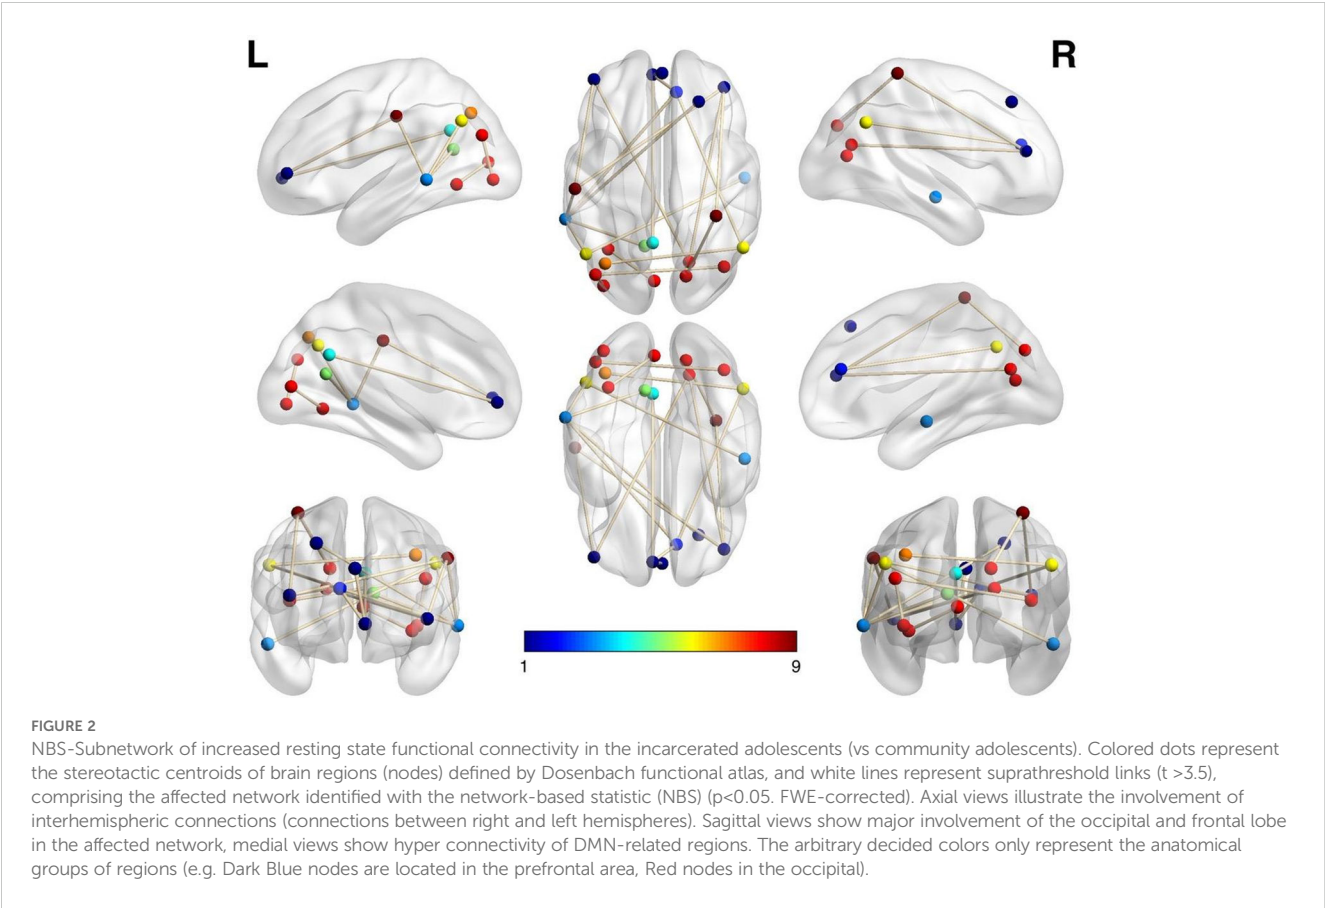 L
R
1
9
FIGURE 2
NBS-Subnetwork of increased resting state functional connectivity in the incarcerated adolescents (vs community adolescents). Colored dots represent
the stereotactic centroids of brain regions (nodes) defined by Dosenbach functional atlas, and white lines represent suprathreshold links (t >3.5),
comprising the affected network identified with the network-based statistic (NBS) (p<0.05. FWE-corrected). Axial views illustrate the involvement of
interhemispheric connections (connections between right and left hemispheres). Sagittal views show major involvement of the occipital and frontal lobe
in the affected network, medial views show hyper connectivity of DMN-related regions. The arbitrary decided colors only represent the anatomical
groups of regions (e.g. Dark Blue nodes are located in the prefrontal area, Red nodes in the occipital).